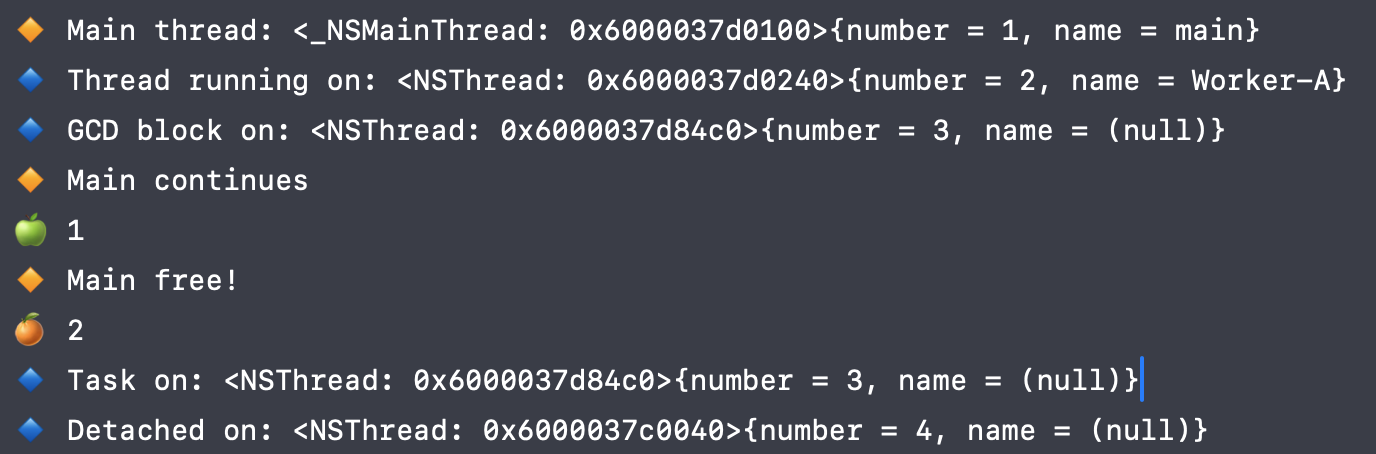 🔸 Main thread: <_NSMainThread: 0x6000037d0100>{number = 1, name = main}
🔹 Thread running on: <NSThread: 0x6000037d0240>{number = 2, name = Worker-A}
🔹 GCD block on: <NSThread: 0x6000037d84c0>{number = 3, name = (null)}
🔸 Main continues
🍏 1
🔸 Main free!
🍊 2
🔹 Task on: <NSThread: 0x6000037d84c0>{number = 3, name = (null)}
🔹 Detached on: <NSThread: 0x6000037c0040>{number = 4, name = (null)}